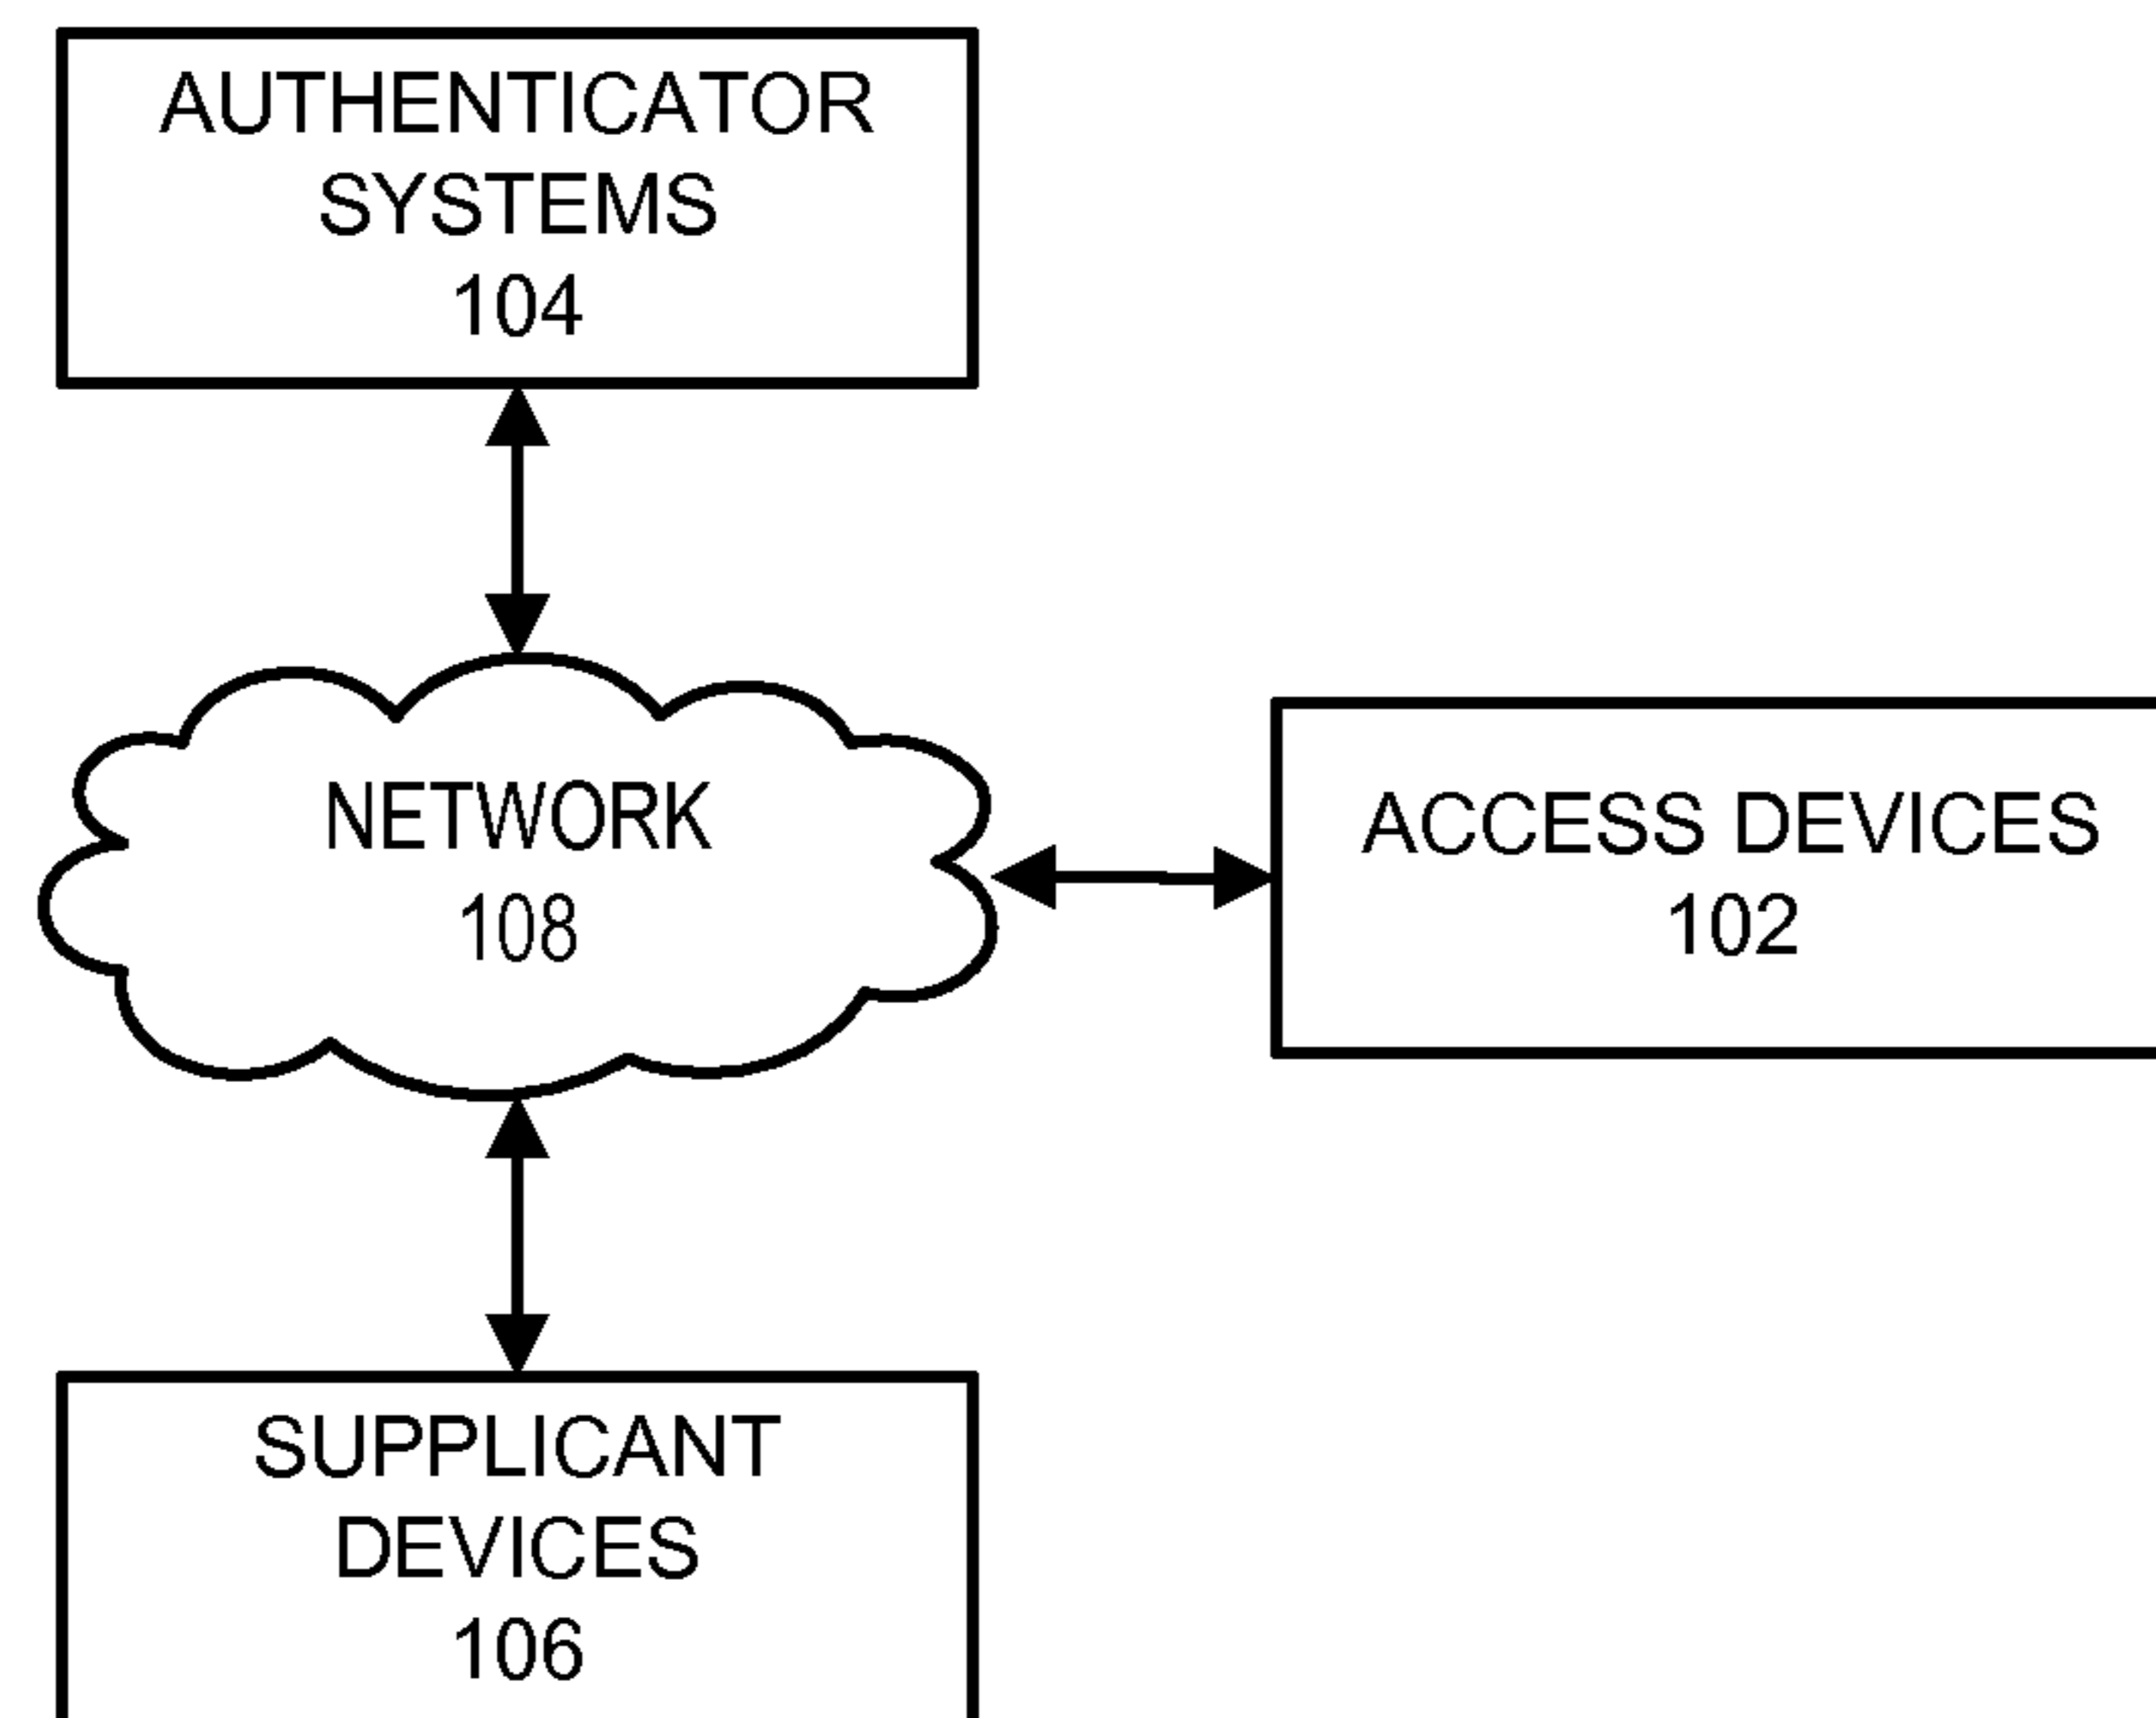 AUTHENTICATOR
SYSTEMS
104
NETWORK
108
ACCESS DEVICES
102
SUPPLICANT
DEVICES
106